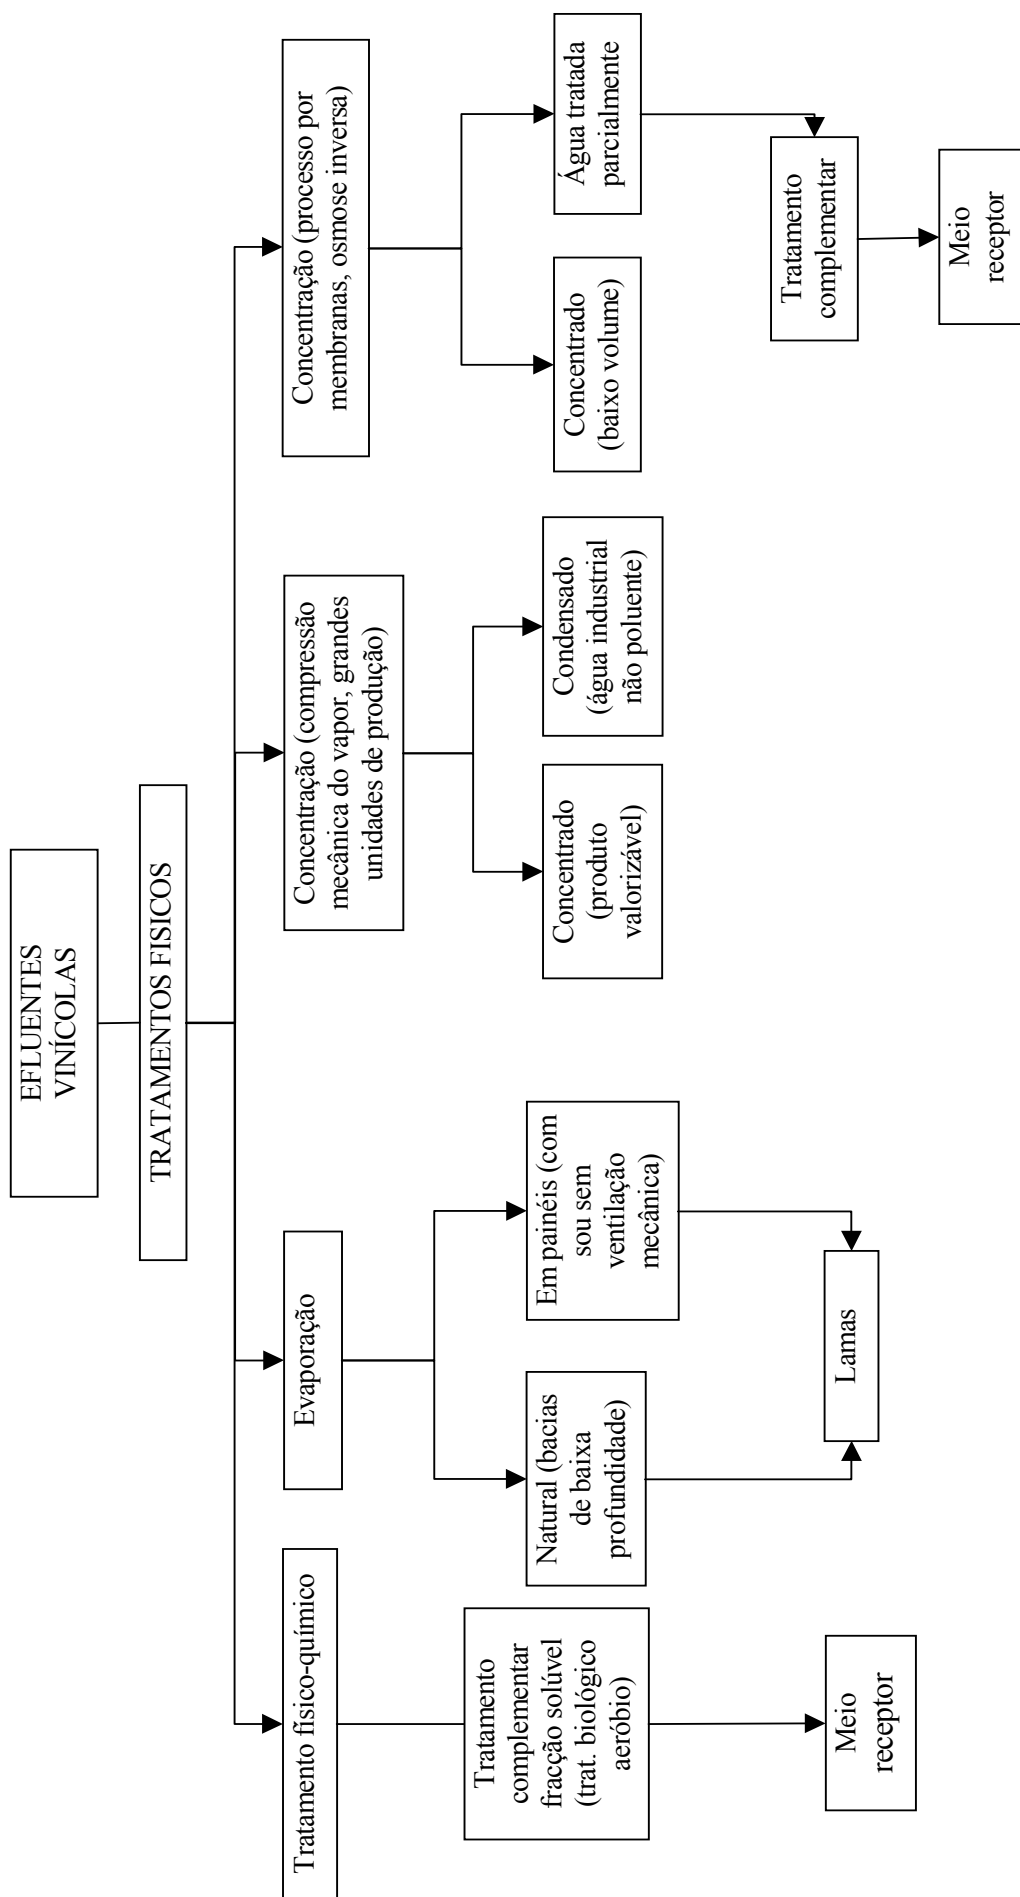 EFLUENTES
VINÍCOLAS
TRATAMENTOS FISICOS
Tratamento físico-químico
Evaporação
Concentração (compressão
mecânica do vapor, grandes
unidades de produção)
Concentração (processo por
membranas, osmose inversa)
Tratamento
complementar
fracção solúvel
(trat. biológico
aeróbio)
Natural (bacias
de baixa
profundidade)
Em painéis (com
sou sem
ventilação
mecânica)
Concentrado
(produto
valorizável)
Condensado
(água industrial
não poluente)
Concentrado
(baixo volume)
Água tratada
parcialmente
Meio
receptor
Lamas
Tratamento
complementar
Meio
receptor